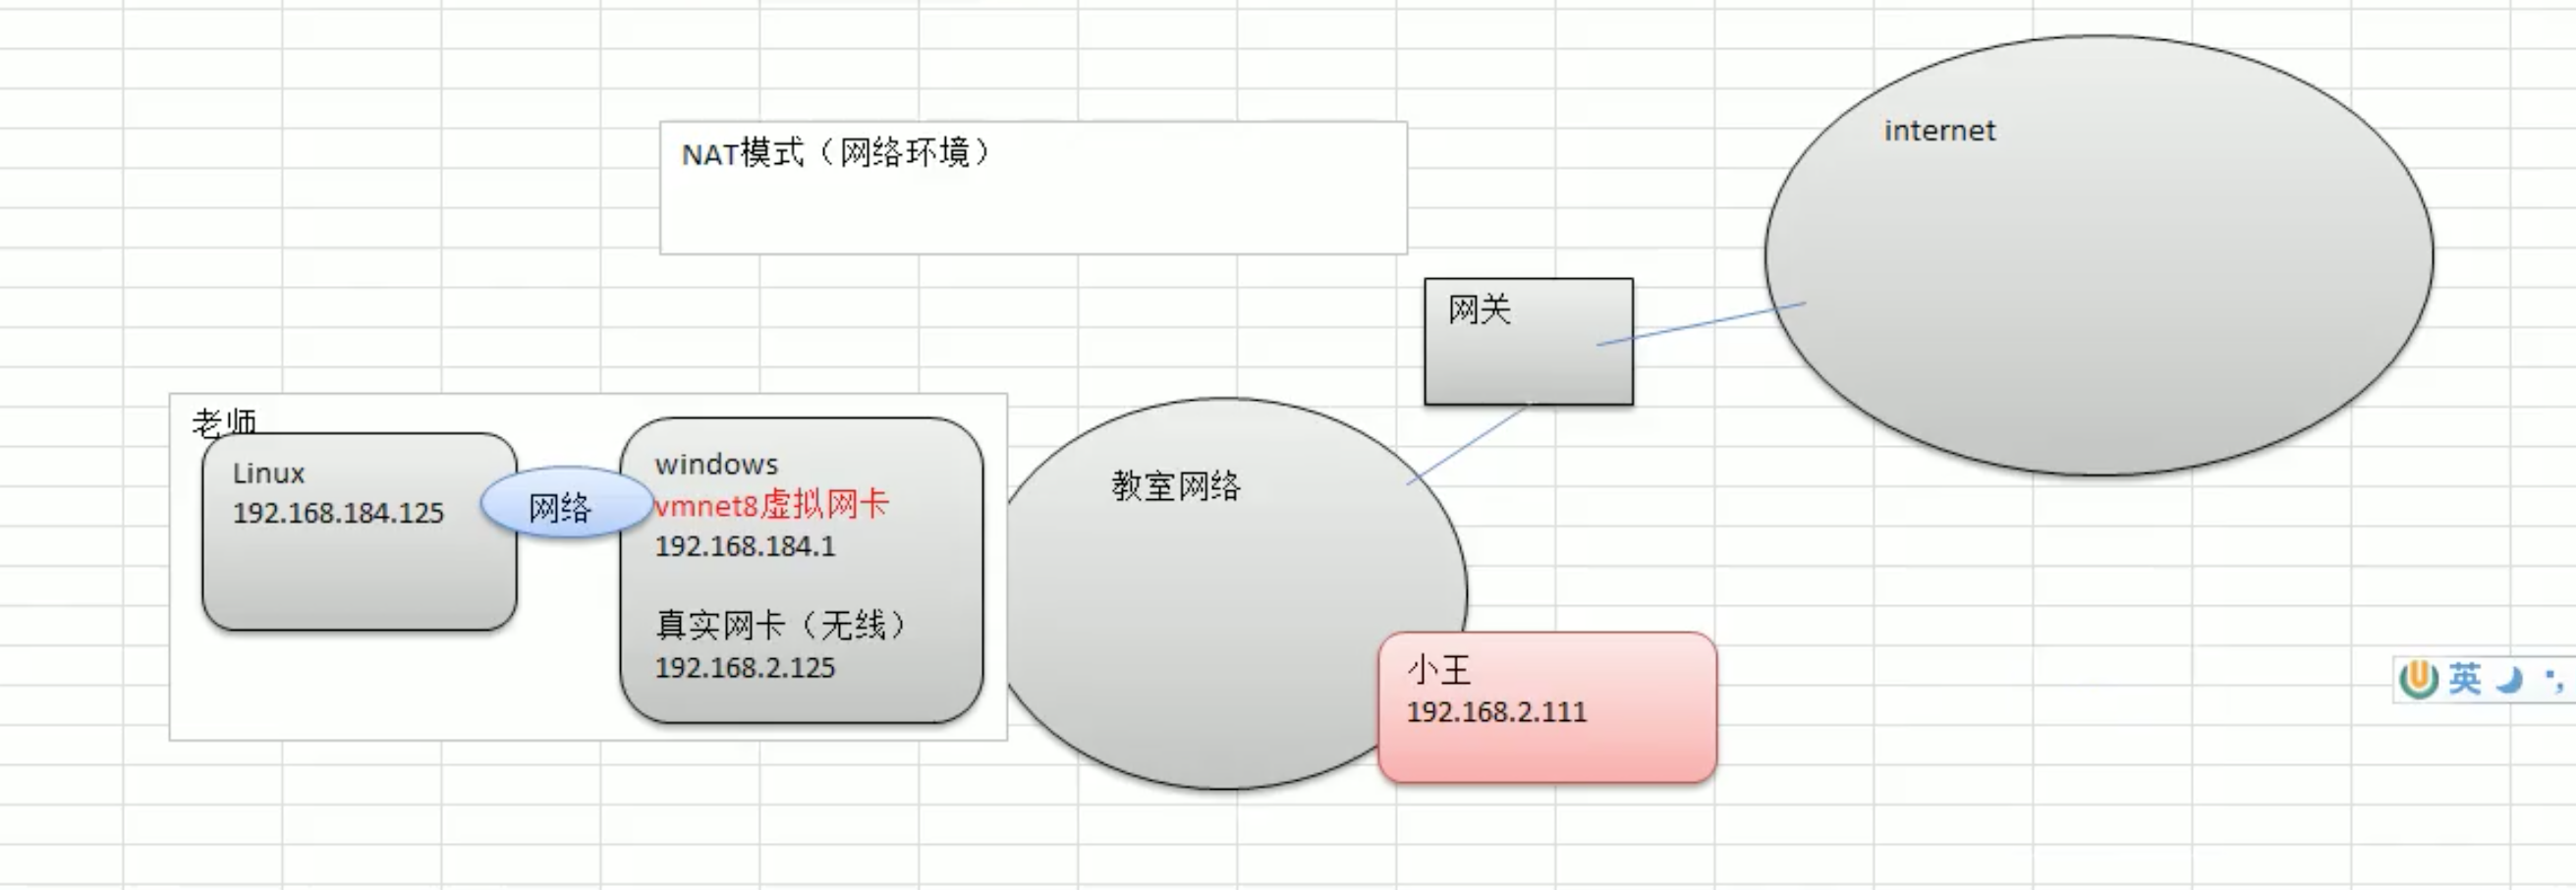 NAT模式（网络环境）
internet
网关
老师
Linux
192.168.184.125
网络
windows
vmnet8虚拟网卡
192.168.184.1
真实网卡（无线）
192.168.2.125
教室网络
小王
192.168.2.111
英